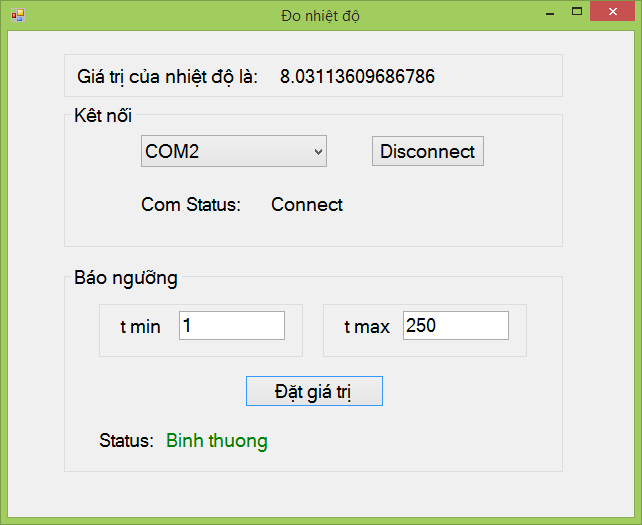 Đo nhiệt độ
Giá trị của nhiệt độ là: 8.03113609686786
Kêt nối
COM2 Disconnect
Com Status: Connect
Báo ngưỡng
t min 1 t max 250
Đặt giá trị
Status: Binh thuong